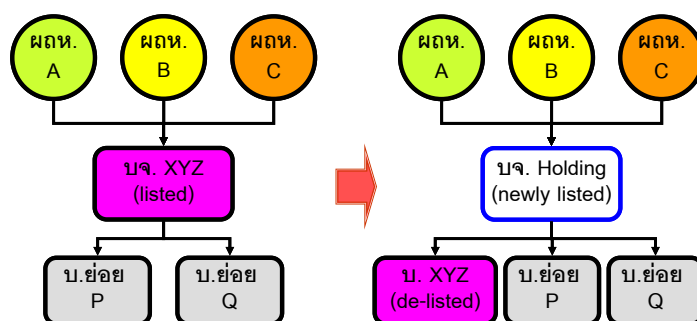 ผถห.
A
ผถห.
B
ผถห.
C
บจ. XYZ
(listed)
บ.ย่อย
P
บ.ย่อย
Q
ผถห.
A
ผถห.
B
ผถห.
C
บจ. Holding
(newly listed)
บ. XYZ
(de-listed)
บ.ย่อย
P
บ.ย่อย
Q